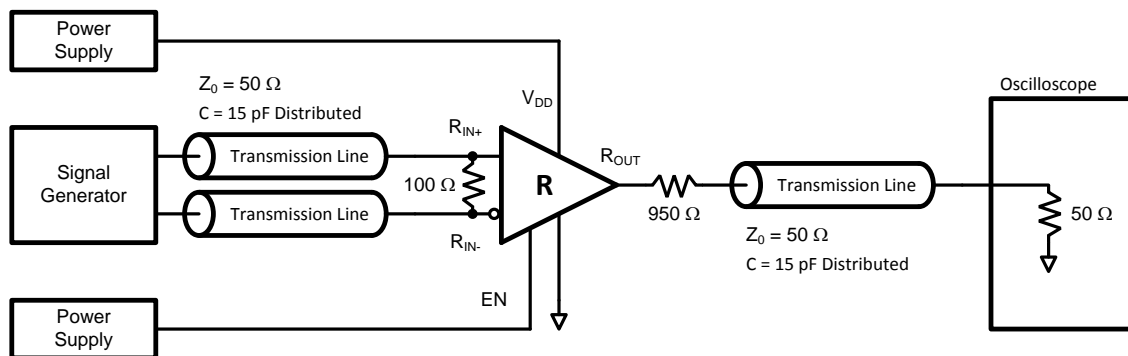 Power
Supply
Z0 = 50 Ω
C = 15 pF Distributed
VDD
Oscilloscope
Signal
Generator
Transmission Line
Transmission Line
RIN+
100 Ω
RIN-
R
ROUT
950 Ω
Transmission Line
Z0 = 50 Ω
C = 15 pF Distributed
50 Ω
EN
Power
Supply